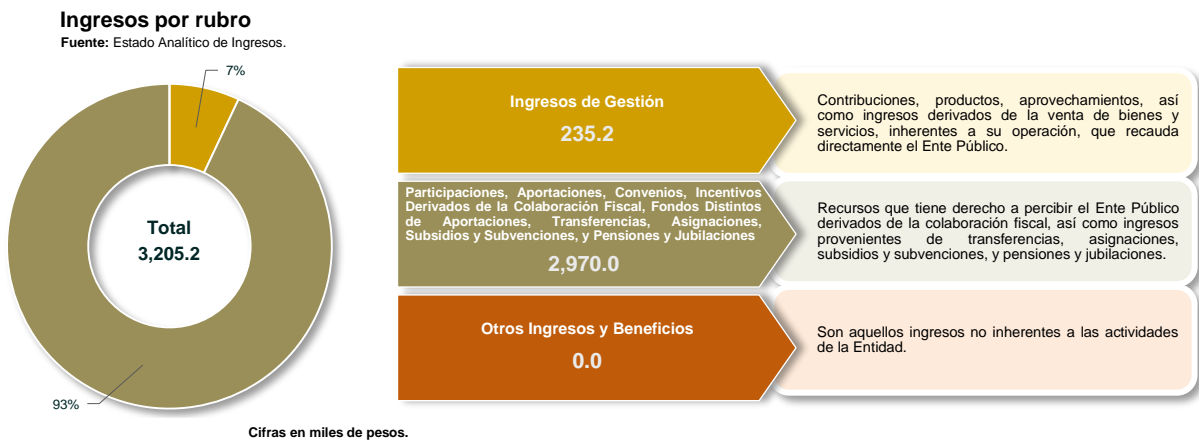 Ingresos por rubro
Fuente: Estado Analítico de Ingresos.
7%
Total
3,205.2
93%
Ingresos de Gestión
235.2
Contribuciones, productos, aprovechamientos, así
como ingresos derivados de la venta de bienes y
servicios, inherentes a su operación, que recauda
directamente el Ente Público.
Participaciones, Aportaciones, Convenios, Incentivos
Derivados de la Colaboración Fiscal, Fondos Distintos
de Aportaciones, Transferencias, Asignaciones,
Subsidios y Subvenciones, y Pensiones y Jubilaciones
2,970.0
Recursos que tiene derecho a percibir el Ente Público
derivados de la colaboración fiscal, así como ingresos
provenientes de transferencias, asignaciones,
subsidios y subvenciones, y pensiones y jubilaciones.
Otros Ingresos y Beneficios
0.0
Son aquellos ingresos no inherentes a las actividades
de la Entidad.
Cifras en miles de pesos.